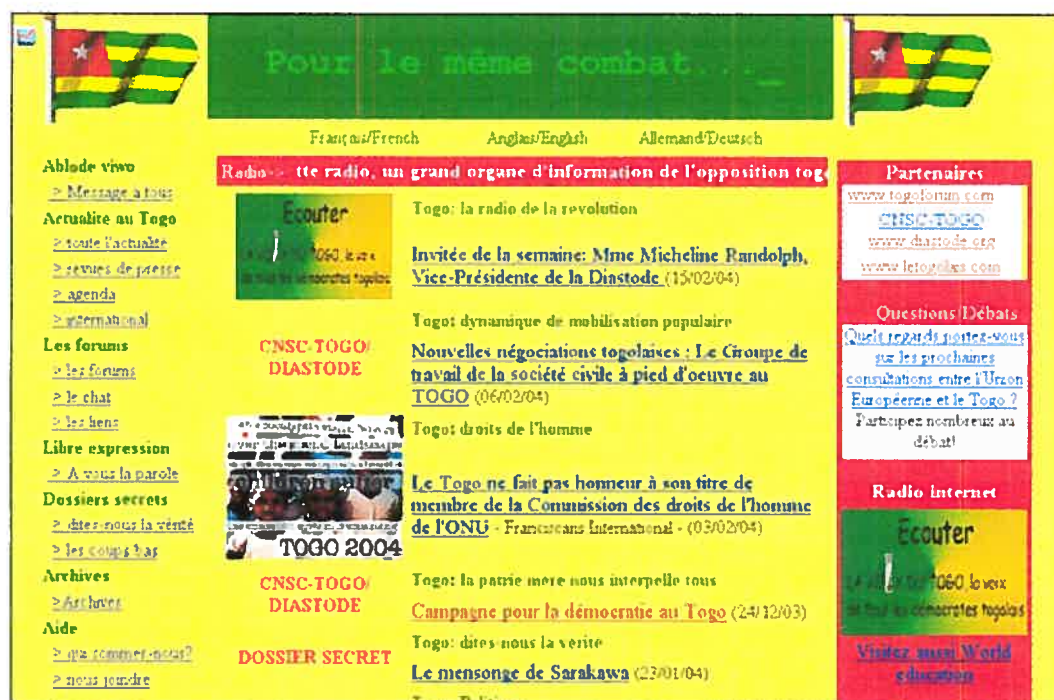 Pour le même combat..._
Français/French Anglais/English Allemand/Deutsch
Ablode viwo
> Message à tous
Actualité au Togo
> toute l'actualité
> revues de presse
> agenda
> international
Les forums
> les forums
> le chat
> les liens
Libre expression
> A vous la parole
Dossiers secrets
> dites-nous la vérité
> les coups bas
Archives
> Archives
Aide
> qui sommes-nous?
> nous joindre
Radio-> tte radio, un grand organe d'information de l'opposition tog
Ecouter
Togo: la radio de la revolution
Invitée de la semaine: Mme Micheline Randolph,
Vice-Présidente de la Diastode (15/02/04)
Togo: dynamique de mobilisation populaire
CNSC-TOGO/
DIASTODE
Nouvelles négociations togolaises : Le Groupe de
travail de la société civile à pied d'oeuvre au
TOGO (06/02/04)
Togo: droits de l'homme
TOGO 2004
Le Togo ne fait pas honneur à son titre de
membre de la Commission des droits de l'homme
de l'ONU - Franciscans International - (03/02/04)
CNSC-TOGO/
DIASTODE
Togo: la patrie mere nous interpelle tous
Campagne pour la démocratie au Togo (24/12/03)
Togo: dites-nous la verite
DOSSIER SECRET
Le mensonge de Sarakawa (23/01/04)
Partenaires
www.togoforum.com
CNSC-TOGO
www.diastode.org
www.letogolais.com
Questions/Débats
Quels regards portez-vous
sur les prochaines
consultations entre l'Union
Européenne et le Togo ?
Participez nombreux au
débat!
Radio internet
Ecouter
TOGO, la voix
de tous les démocrates togolais
Visitez aussi World
education